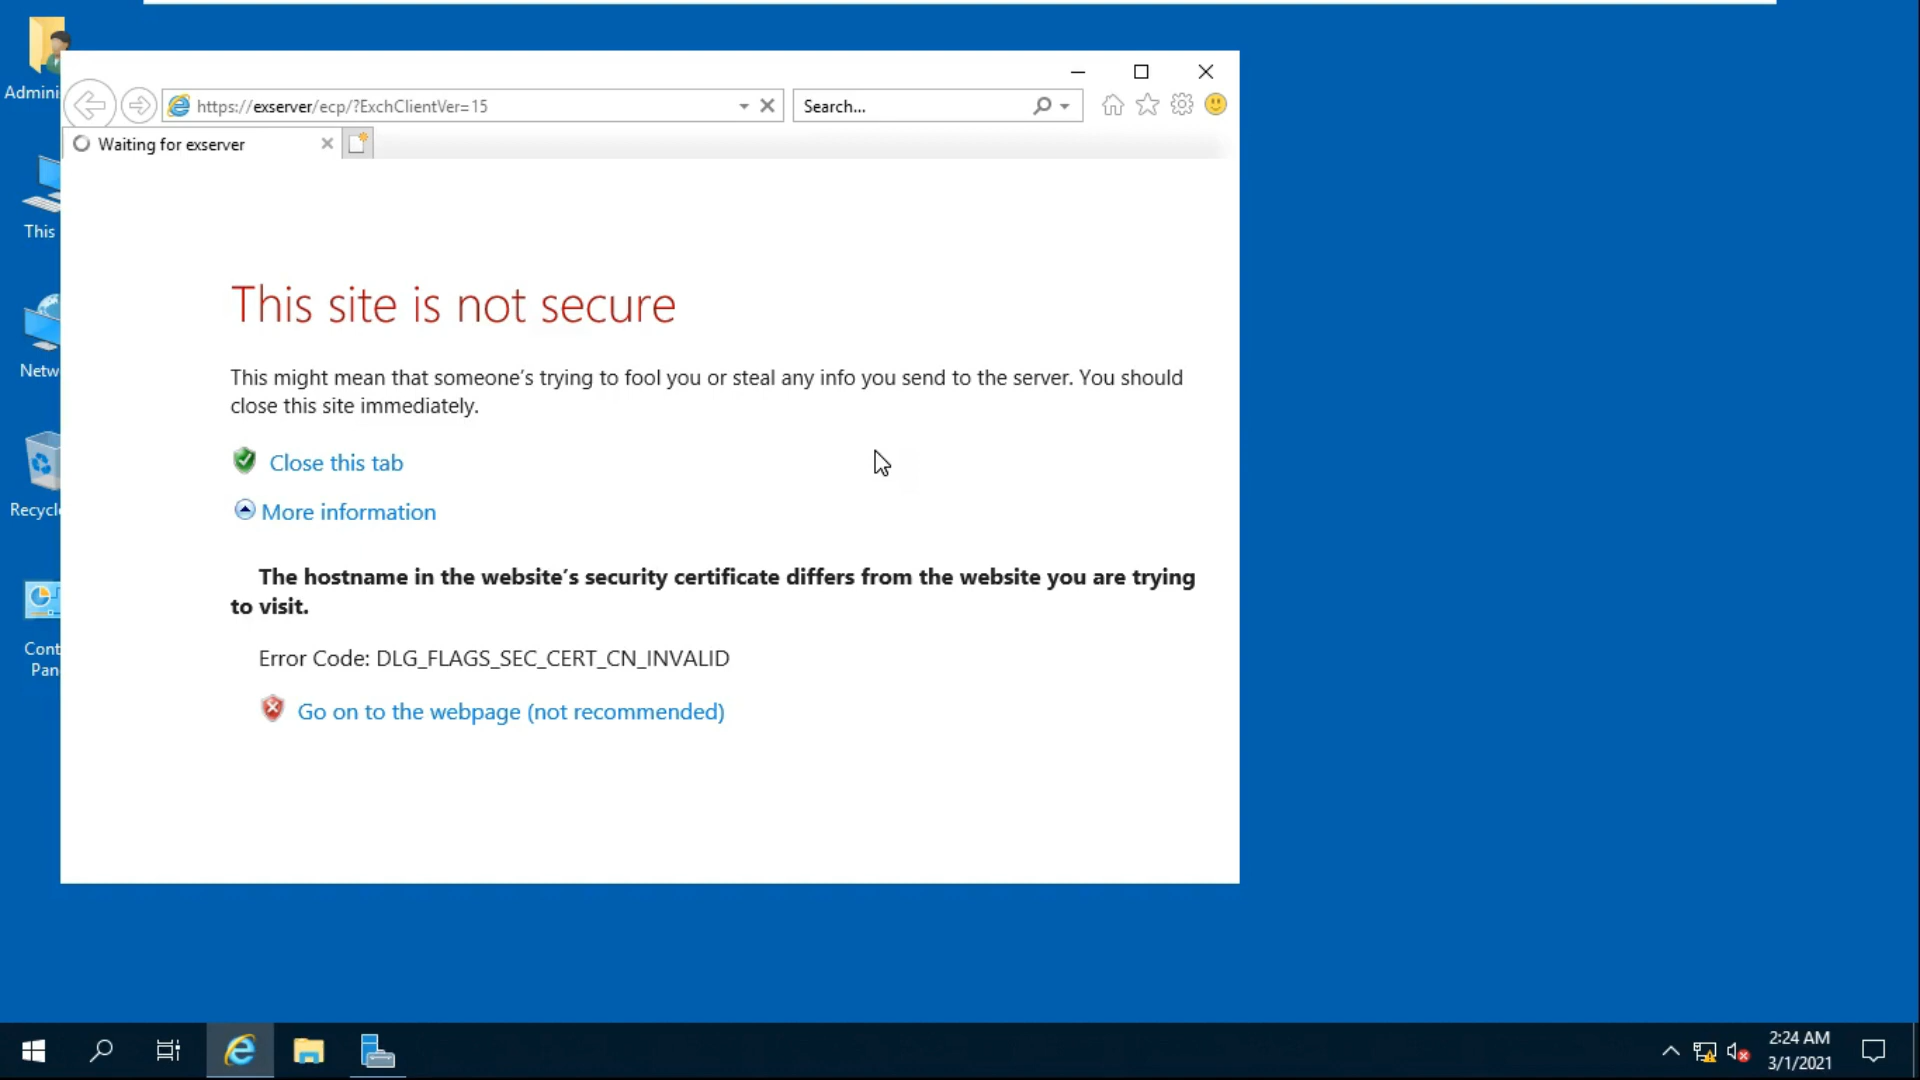 Admini
https://exserver/ecp/?ExchClientVer=15
Search...
Waiting for exserver
This
This site is not secure
This might mean that someone's trying to fool you or steal any info you send to the server. You should
close this site immediately.
Netw
Close this tab
Recycle
More information
The hostname in the website's security certificate differs from the website you are trying
to visit.
Cont
Pan
Error Code: DLG_FLAGS_SEC_CERT_CN_INVALID
Go on to the webpage (not recommended)
2:24 AM
3/1/2021